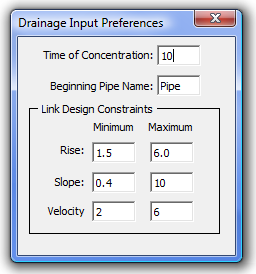 Drainage Input Preferences
Time of Concentration: 10
Beginning Pipe Name: Pipe
Link Design Constraints
Minimum Maximum
Rise: 1.5 6.0
Slope: 0.4 10
Velocity 2 6